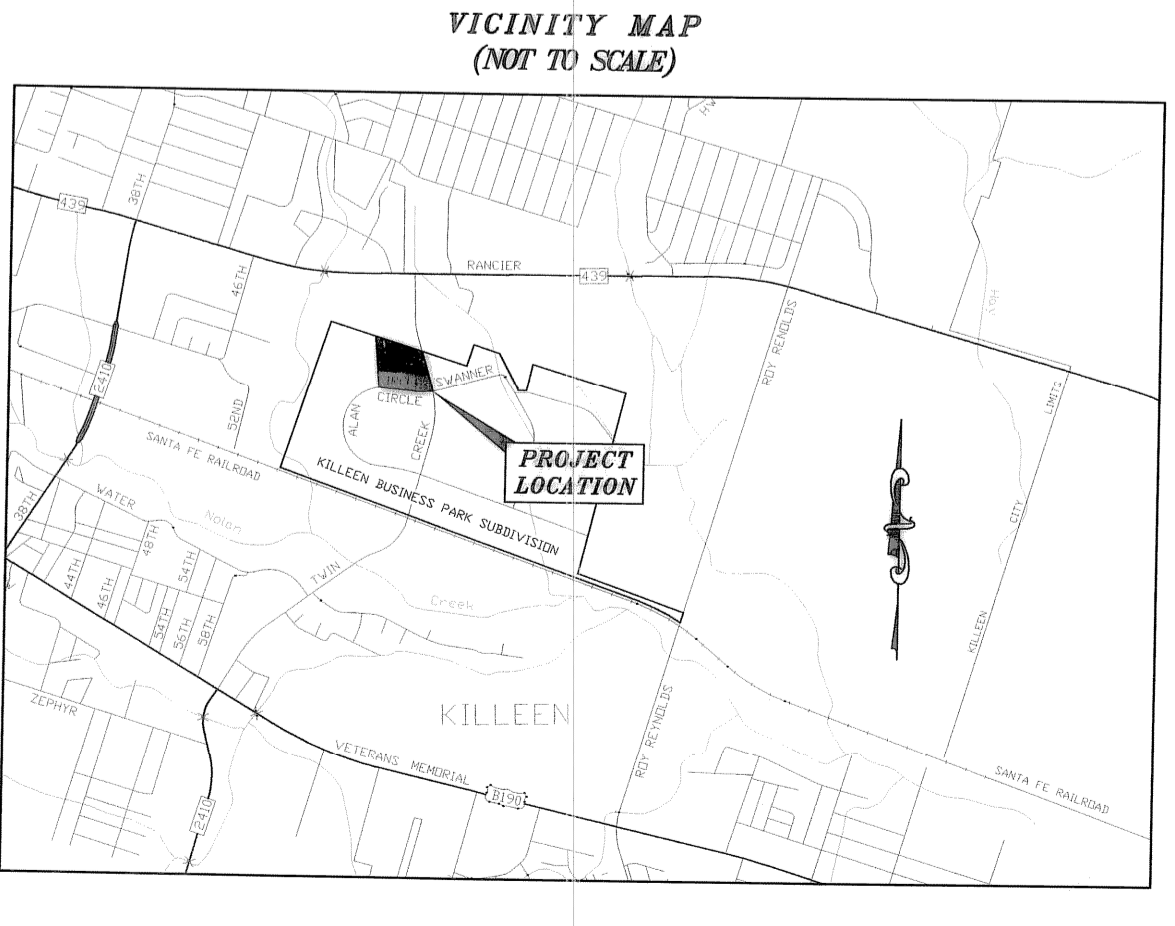 VICINITY MAP
(NOT TO SCALE)
HW
439
38TH
46TH
RANCIER
439
ROY RENOLDS
2410
52ND
SWANNER
CIRCLE
ALAN
CREEK
LIMITS
SANTA FE RAILROAD
KILLEEN BUSINESS PARK SUBDIVISION
PROJECT
LOCATION
38TH
WATER
Nolan
48TH
44TH
46TH
54TH
54TH
56TH
58TH
TWIN
Creek
CITY
KILLEEN
ZEPHYR
KILLEEN
ROY REYNOLDS
VETERANS MEMORIAL
B190
2410
SANTA FE RAILROAD